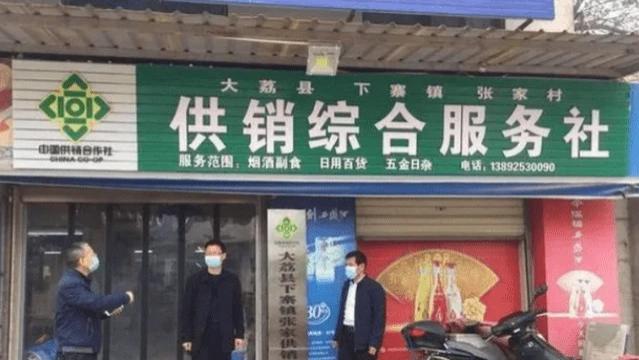 大荔县 下寨镇 张家村
供销综合服务社
中国供销合作社
CHINA CO-OP
服务范围：烟酒副食 日用百货 五金日杂 电话：13892530090
大荔县下寨镇张家供销